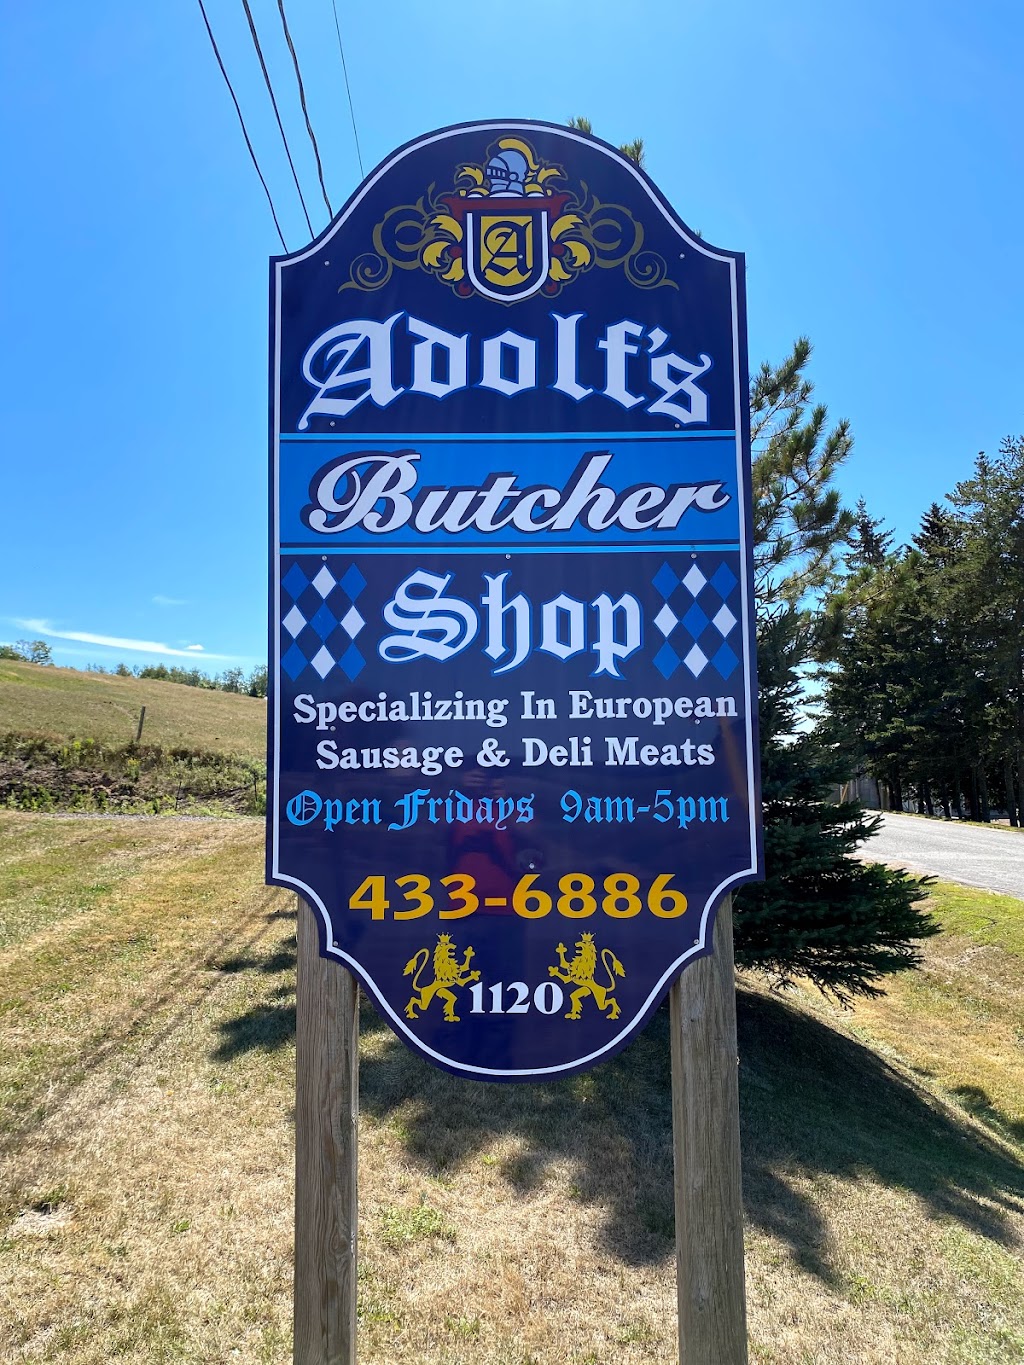 A
Adolf's
Butcher
Shop
Specializing In European
Sausage & Deli Meats
Open Fridays 9am-5pm
433-6886
1120